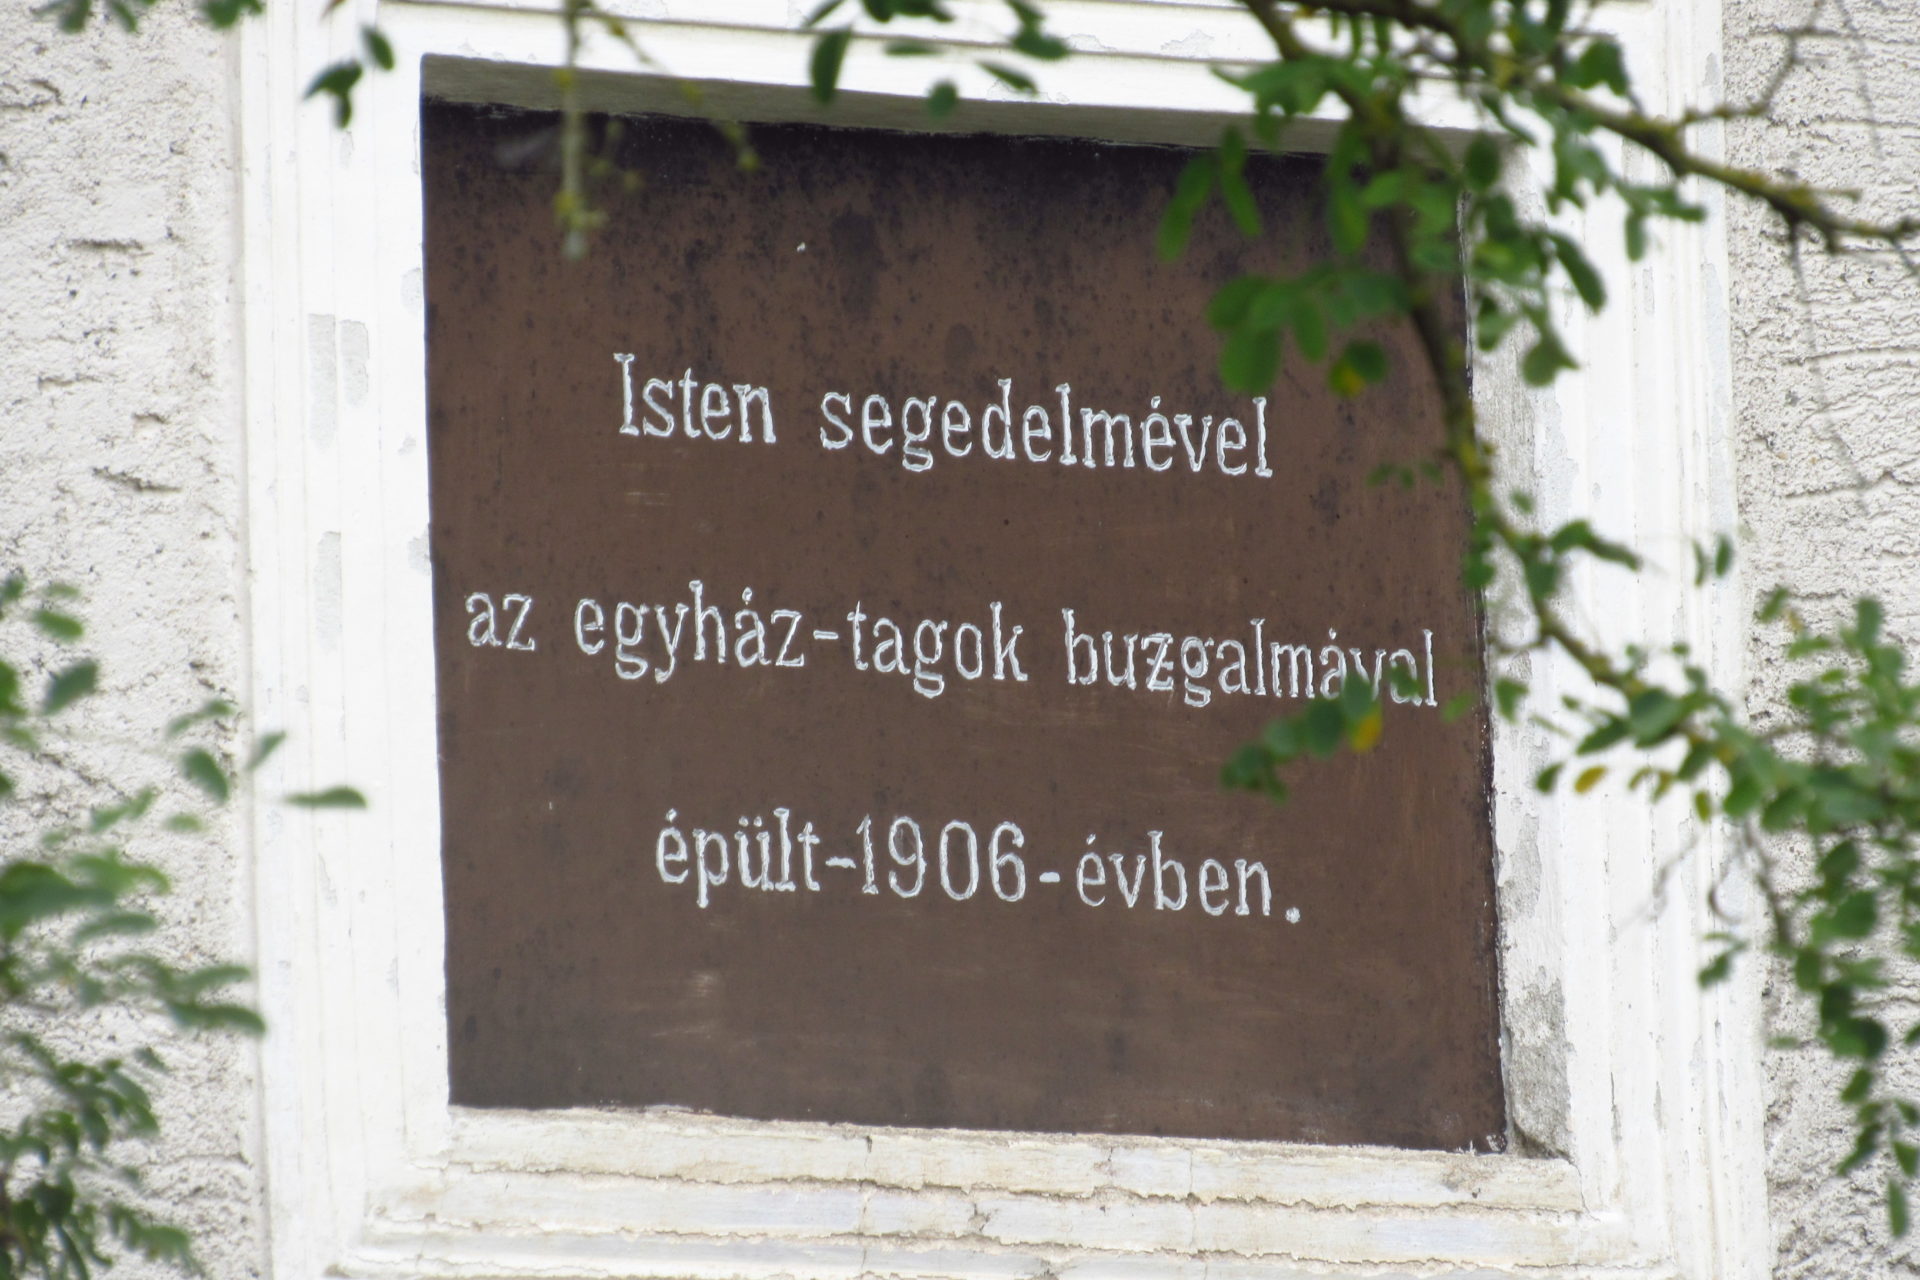 Isten segedelmével
az egyház-tagok buzgalmával
épült-1906-évben.